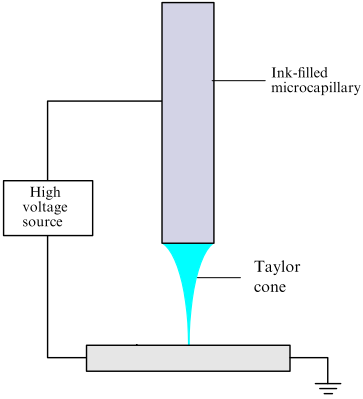 Ink-filled
microcapillary
High
voltage
source
Taylor
cone